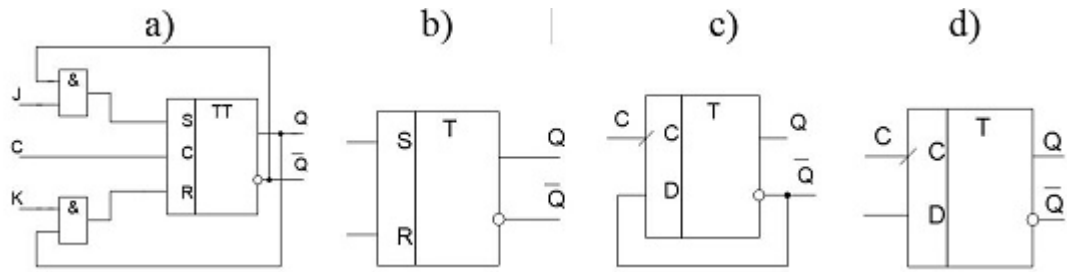 a) b) c) d)
&
J
S TT Q
C C Q̄
K & R
S T Q
R Q̄
C C T Q
D Q̄
C C T Q
D Q̄